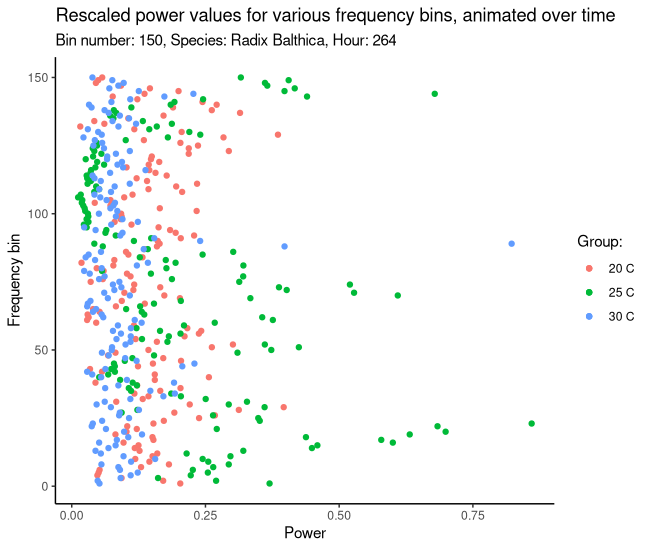 Rescaled power values for various frequency bins, animated over time
Bin number: 150, Species: Radix Balthica, Hour: 264
150
100
50
0
Frequency bin
0.00
0.25
0.50
0.75
Power
Group:
20 C
25 C
30 C